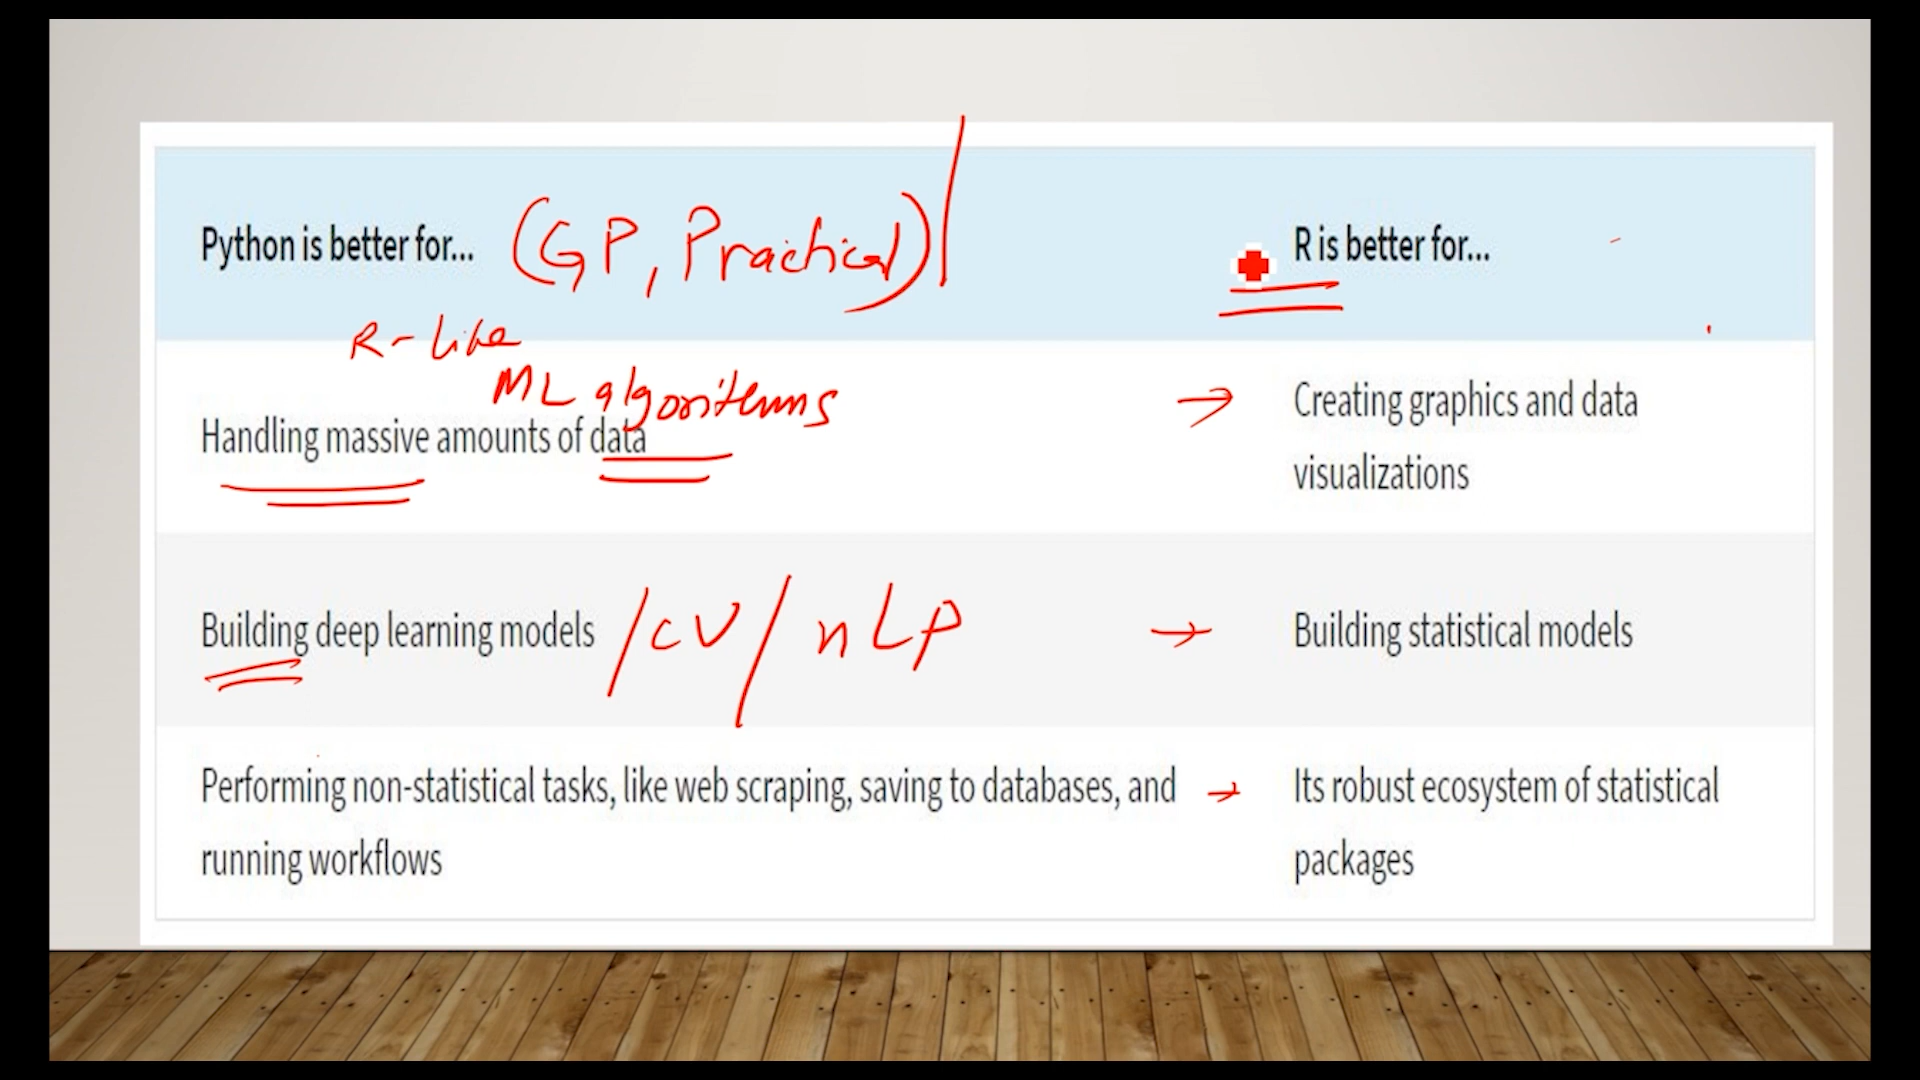 Python is better for...
(GP, Practical)
R is better for...
R-like
ML algorithms
Handling massive amounts of data
Creating graphics and data
visualizations
Building deep learning models
/CV/ nLP
Building statistical models
Performing non-statistical tasks, like web scraping, saving to databases, and
running workflows
Its robust ecosystem of statistical
packages